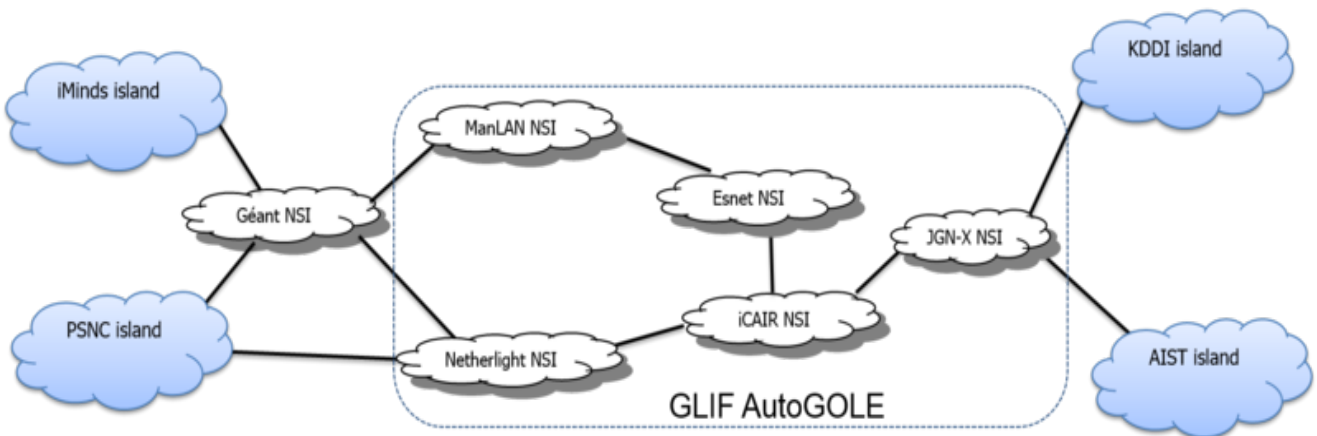 KDDI island
iMinds island
ManLAN NSI
Esnet NSI
Géant NSI
JGN-X NSI
PSNC island
iCAIR NSI
Netherlight NSI
AIST island
GLIF AutoGOLE